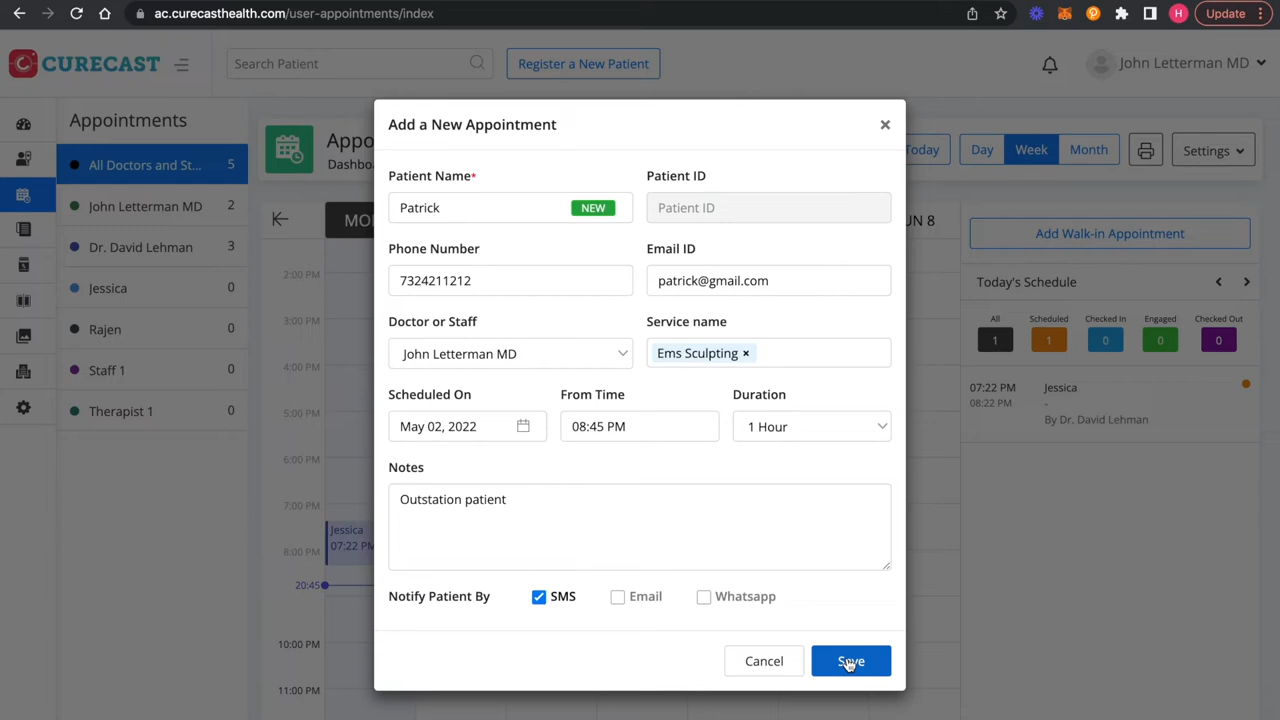 ac.curecasthealth.com/user-appointments/index
H
Update
CURECAST
Search Patient
Register a New Patient
John Letterman MD
Appointments
All Doctors and St... 5
John Letterman MD 2
Dr. David Lehman 3
Jessica 0
Rajen 0
Staff 1 0
Therapist 1 0
Appo
Dashbo
Today
Day
Week
Month
Settings
MO
UN 8
2:00 PM
3:00 PM
4:00 PM
5:00 PM
6:00 PM
7:00 PM
8:00 PM
20:45
10:00 PM
11:00 PM
Jessica
07:22 P
Add a New Appointment
Patient Name*
Patient ID
Patrick
NEW
Patient ID
Phone Number
Email ID
7324211212
patrick@gmail.com
Doctor or Staff
Service name
John Letterman MD
Ems Sculpting ×
Scheduled On
From Time
Duration
May 02, 2022
08:45 PM
1 Hour
Notes
Outstation patient
Notify Patient By
SMS
Email
Whatsapp
Cancel
Save
Add Walk-in Appointment
Today's Schedule
All Scheduled Checked In Engaged Checked Out
1 1 0 0 0
07:22 PM Jessica
08:22 PM -
By Dr. David Lehman